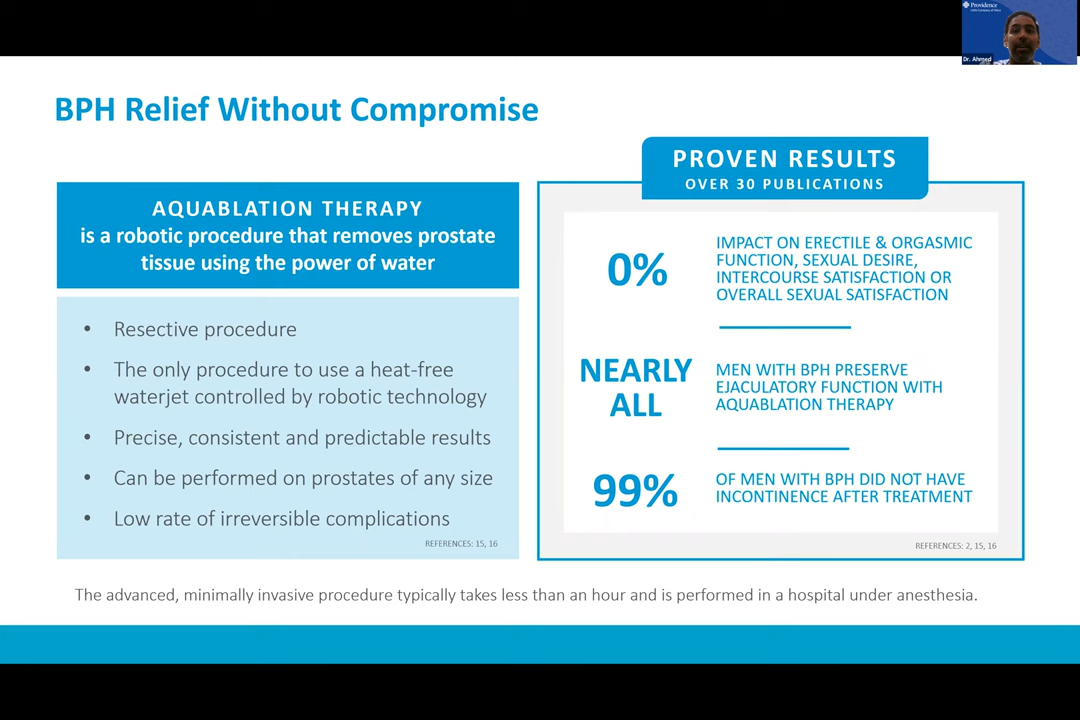 Providence
Dr. Ahmed
BPH Relief Without Compromise
AQUABLATION THERAPY
is a robotic procedure that removes prostate
tissue using the power of water
• Resective procedure
• The only procedure to use a heat-free
waterjet controlled by robotic technology
• Precise, consistent and predictable results
• Can be performed on prostates of any size
• Low rate of irreversible complications
REFERENCES: 15, 16
PROVEN RESULTS
OVER 30 PUBLICATIONS
0%
IMPACT ON ERECTILE & ORGASMIC
FUNCTION, SEXUAL DESIRE,
INTERCOURSE SATISFACTION OR
OVERALL SEXUAL SATISFACTION
NEARLY
ALL
MEN WITH BPH PRESERVE
EJACULATORY FUNCTION WITH
AQUABLATION THERAPY
99%
OF MEN WITH BPH DID NOT HAVE
INCONTINENCE AFTER TREATMENT
REFERENCES: 2, 15, 16
The advanced, minimally invasive procedure typically takes less than an hour and is performed in a hospital under anesthesia.